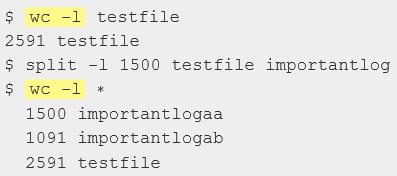 $ wc -l testfile
2591 testfile
$ split -l 1500 testfile importantlog
$ wc -l *
1500 importantlogaa
1091 importantlogab
2591 testfile